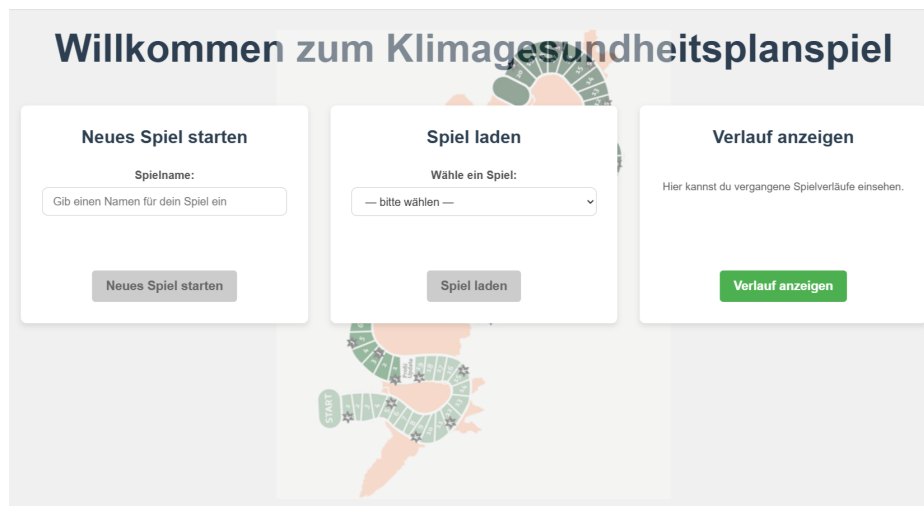 Willkommen zum Klimagesundheitsplanspiel
Neues Spiel starten
Spielname:
Gib einen Namen für dein Spiel ein
Neues Spiel starten
Spiel laden
Wähle ein Spiel:
— bitte wählen —
Spiel laden
Verlauf anzeigen
Hier kannst du vergangene Spielverläufe einsehen.
Verlauf anzeigen
START